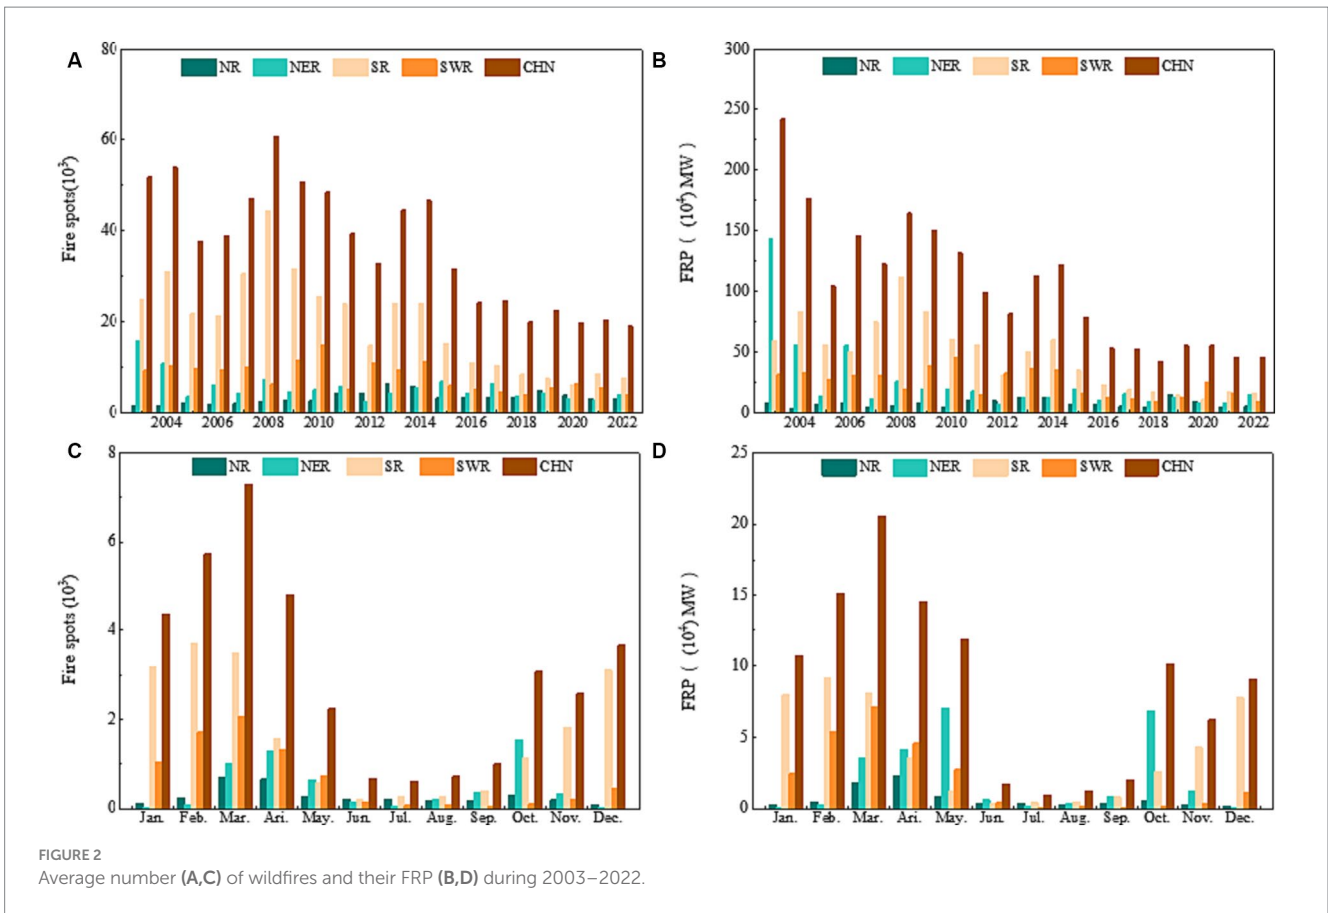 A
80
60
40
20
0
Fire spots(10³)
NR NER SR SWR CHN
2004 2006 2008 2010 2012 2014 2016 2018 2020 2022
B
300
250
200
150
100
50
0
FRP ( (10⁴) MW )
NR NER SR SWR CHN
2004 2006 2008 2010 2012 2014 2016 2018 2020 2022
C
8
6
4
2
0
Fire spots (10³)
NR NER SR SWR CHN
Jan. Feb. Mar. Ari. May. Jun. Jul. Aug. Sep. Oct. Nov. Dec.
D
25
20
15
10
5
0
FRP ( (10⁴) MW )
NR NER SR SWR CHN
Jan. Feb. Mar. Ari. May. Jun. Jul. Aug. Sep. Oct. Nov. Dec.
FIGURE 2
Average number (A,C) of wildfires and their FRP (B,D) during 2003–2022.